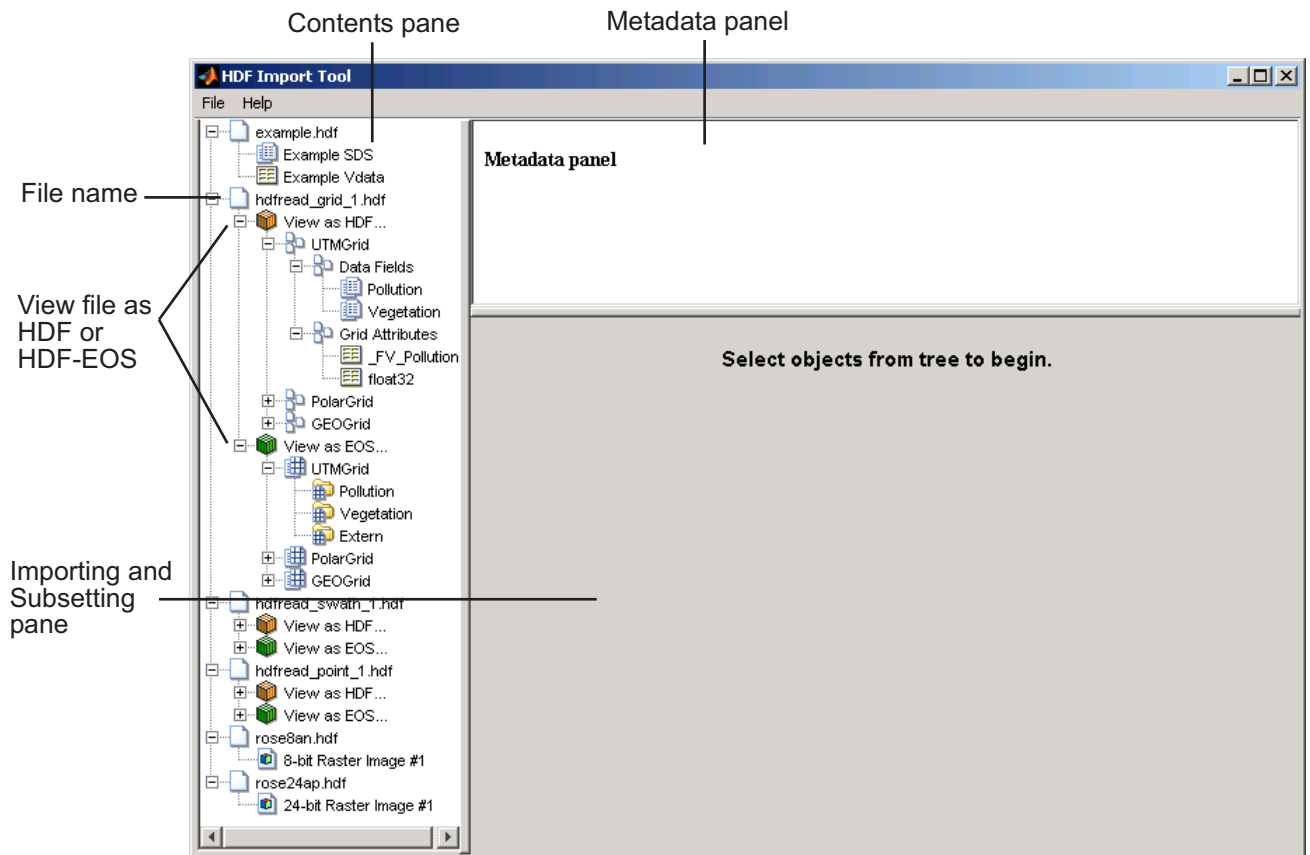 Contents pane
Metadata panel
HDF Import Tool
File Help
example.hdf
Example SDS
Example Vdata
hdfread_grid_1.hdf
View as HDF...
UTMGrid
Data Fields
Pollution
Vegetation
Grid Attributes
_FV_Pollution
float32
PolarGrid
GEOGrid
View as EOS...
UTMGrid
Pollution
Vegetation
Extern
PolarGrid
GEOGrid
hdfread_swath_1.hdf
View as HDF...
View as EOS...
hdfread_point_1.hdf
View as HDF...
View as EOS...
rose8an.hdf
8-bit Raster Image #1
rose24ap.hdf
24-bit Raster Image #1
Metadata panel
Select objects from tree to begin.
File name
View file as
HDF or
HDF-EOS
Importing and
Subsetting
pane